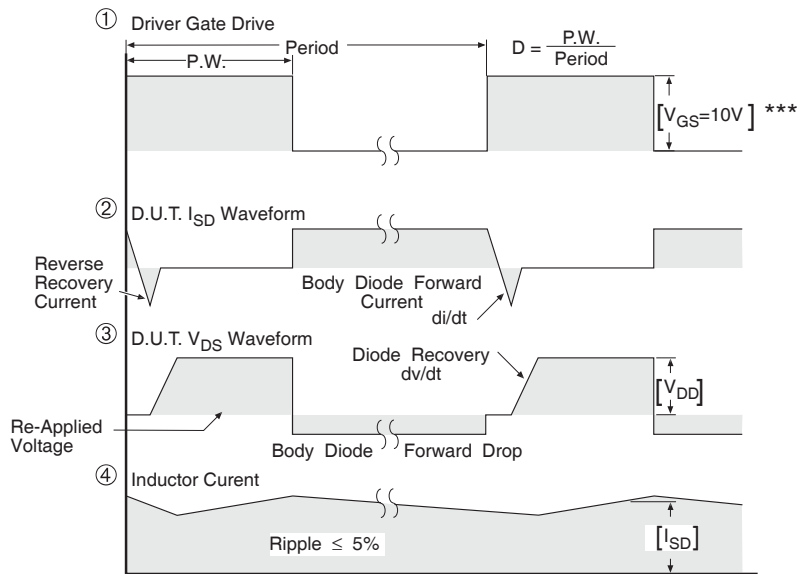 ① Driver Gate Drive
Period
P.W.
D = P.W. / Period
[VGS=10V] ***
② D.U.T. ISD Waveform
Reverse
Recovery
Current
Body Diode Forward
Current
di/dt
③ D.U.T. VDS Waveform
Diode Recovery
dv/dt
[VDD]
Re-Applied
Voltage
Body Diode Forward Drop
④ Inductor Curent
Ripple ≤ 5%
[ISD]